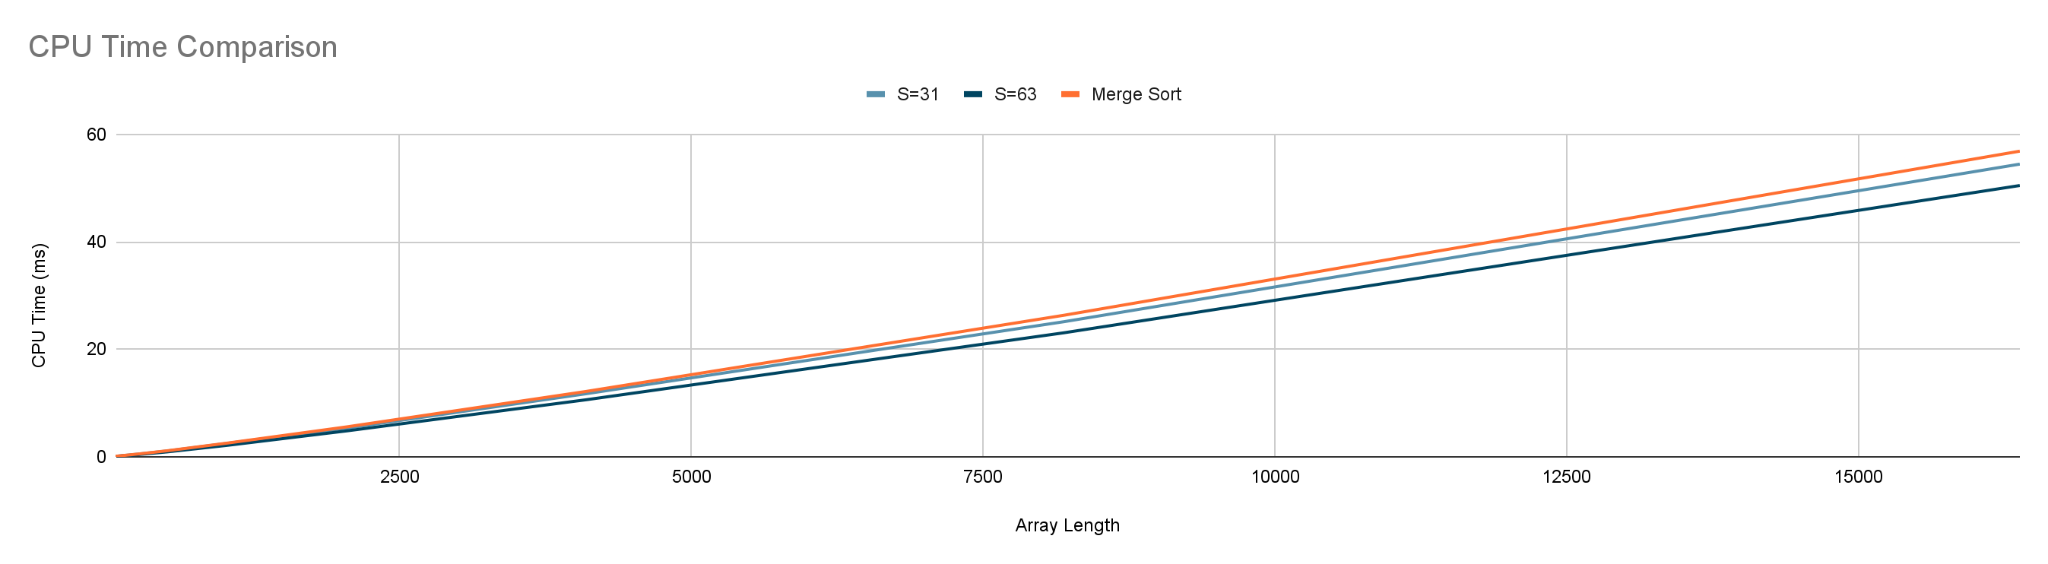 CPU Time Comparison
S=31 S=63 Merge Sort
60
40
20
0
CPU Time (ms)
2500 5000 7500 10000 12500 15000
Array Length